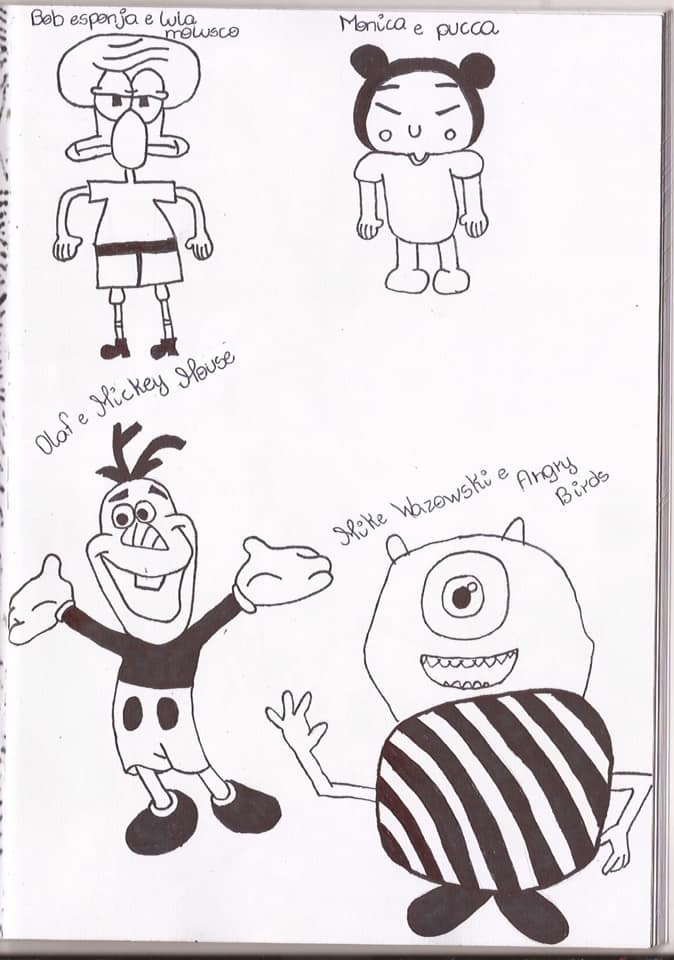 Bob esponja e lula
molusco
Monica e pucca
Olaf e Mickey Mouse
Mike Wazowski e Angry
Birds